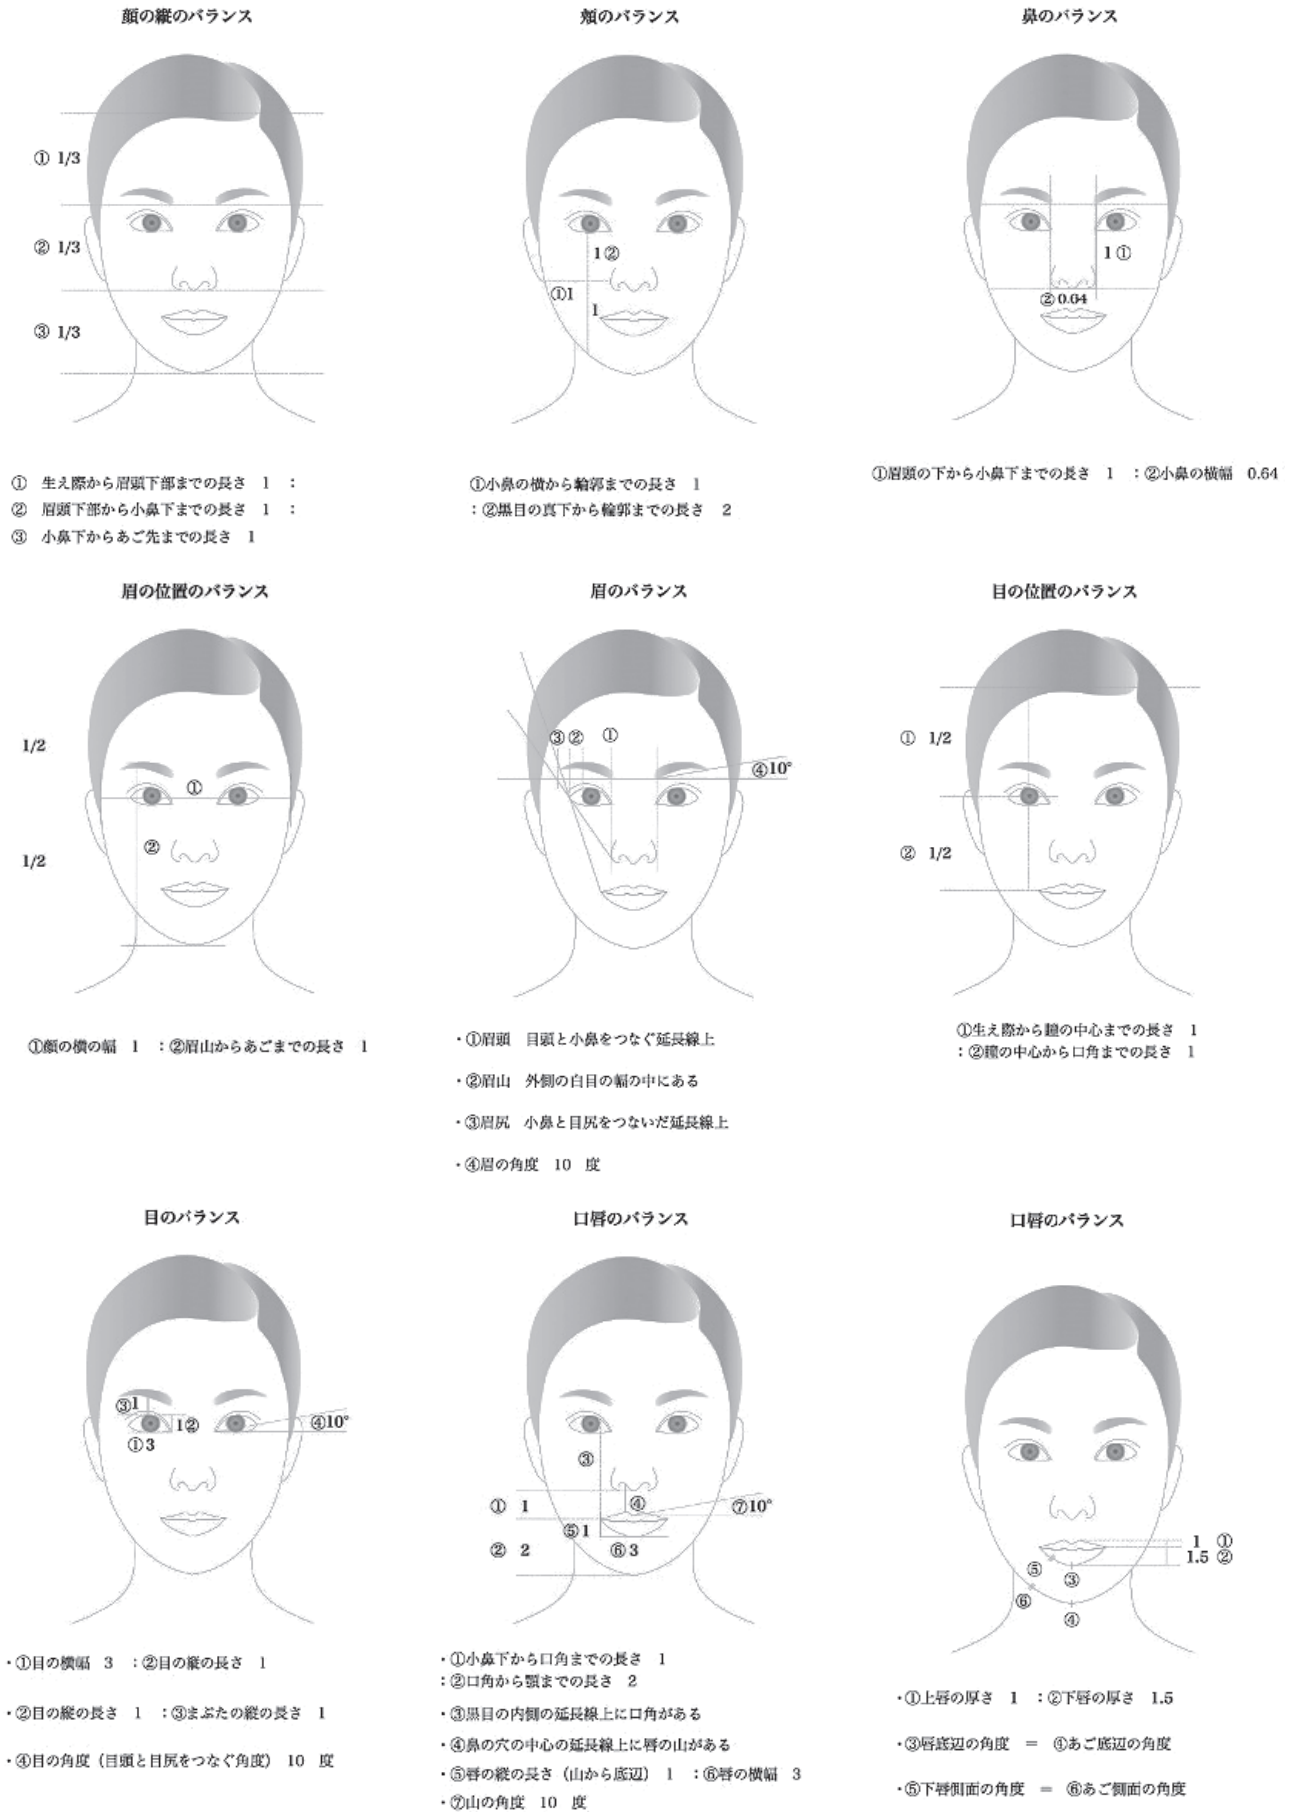 顔の縦のバランス
① 1/3
② 1/3
③ 1/3
① 生え際から眉頭下部までの長さ 1 :
② 眉頭下部から小鼻下までの長さ 1 :
③ 小鼻下からあご先までの長さ 1
頬のバランス
1②
①1
1
①小鼻の横から輪郭までの長さ 1
:②黒目の真下から輪郭までの長さ 2
鼻のバランス
1①
②0.64
①眉頭の下から小鼻下までの長さ 1 :②小鼻の横幅 0.64
眉の位置のバランス
1/2
①
②
1/2
①顔の横の幅 1 :②眉山からあごまでの長さ 1
眉のバランス
③ ② ①
④10°
・①眉頭 目頭と小鼻をつなぐ延長線上
・②眉山 外側の白目の幅の中にある
・③眉尻 小鼻と目尻をつないだ延長線上
・④眉の角度 10 度
目の位置のバランス
① 1/2
② 1/2
①生え際から瞳の中心までの長さ 1
:②瞳の中心から口角までの長さ 1
目のバランス
③1
1②
④10°
①3
・①目の横幅 3 :②目の縦の長さ 1
・②目の縦の長さ 1 :③まぶたの縦の長さ 1
・④目の角度(目頭と目尻をつなぐ角度) 10 度
口唇のバランス
③
① 1
④
⑦10°
⑤1
② 2
⑥3
・①小鼻下から口角までの長さ 1
:②口角から顎までの長さ 2
・③黒目の内側の延長線上に口角がある
・④鼻の穴の中心の延長線上に唇の山がある
・⑤唇の縦の長さ(山から底辺) 1 :⑥唇の横幅 3
・⑦山の角度 10 度
口唇のバランス
1 ①
1.5 ②
⑤
③
⑥
④
・①上唇の厚さ 1 :②下唇の厚さ 1.5
・③唇底辺の角度 = ④あご底辺の角度
・⑤下唇側面の角度 = ⑥あご側面の角度